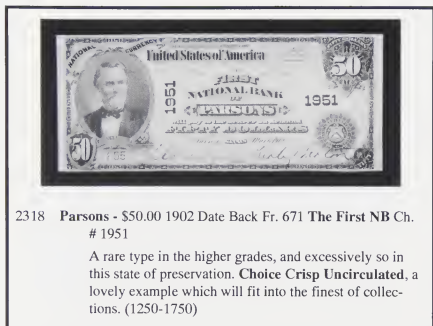 NATIONAL CURRENCY
United States of America
50
FIRST
NATIONAL BANK
OF
PARSONS
1951
1951
FIFTY DOLLARS
50
2318 Parsons - $50.00 1902 Date Back Fr. 671 The First NB Ch.
# 1951
A rare type in the higher grades, and excessively so in
this state of preservation. Choice Crisp Uncirculated, a
lovely example which will fit into the finest of collec-
tions. (1250-1750)